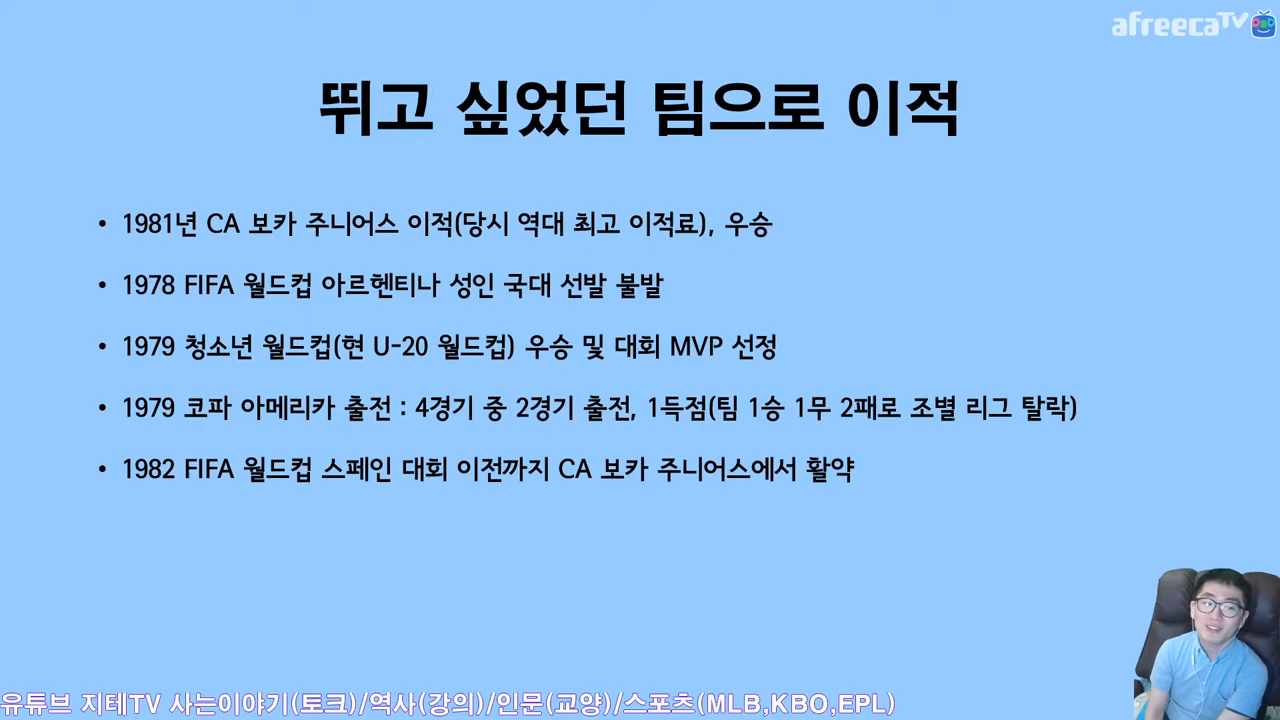 afreecaTV
뛰고 싶었던 팀으로 이적
• 1981년 CA 보카 주니어스 이적(당시 역대 최고 이적료), 우승
• 1978 FIFA 월드컵 아르헨티나 성인 국대 선발 불발
• 1979 청소년 월드컵(현 U-20 월드컵) 우승 및 대회 MVP 선정
• 1979 코파 아메리카 출전 : 4경기 중 2경기 출전, 1득점(팀 1승 1무 2패로 조별 리그 탈락)
• 1982 FIFA 월드컵 스페인 대회 이전까지 CA 보카 주니어스에서 활약
유튜브 지테TV 사는이야기(토크)/역사(강의)/인문(교양)/스포츠(MLB,KBO,EPL)